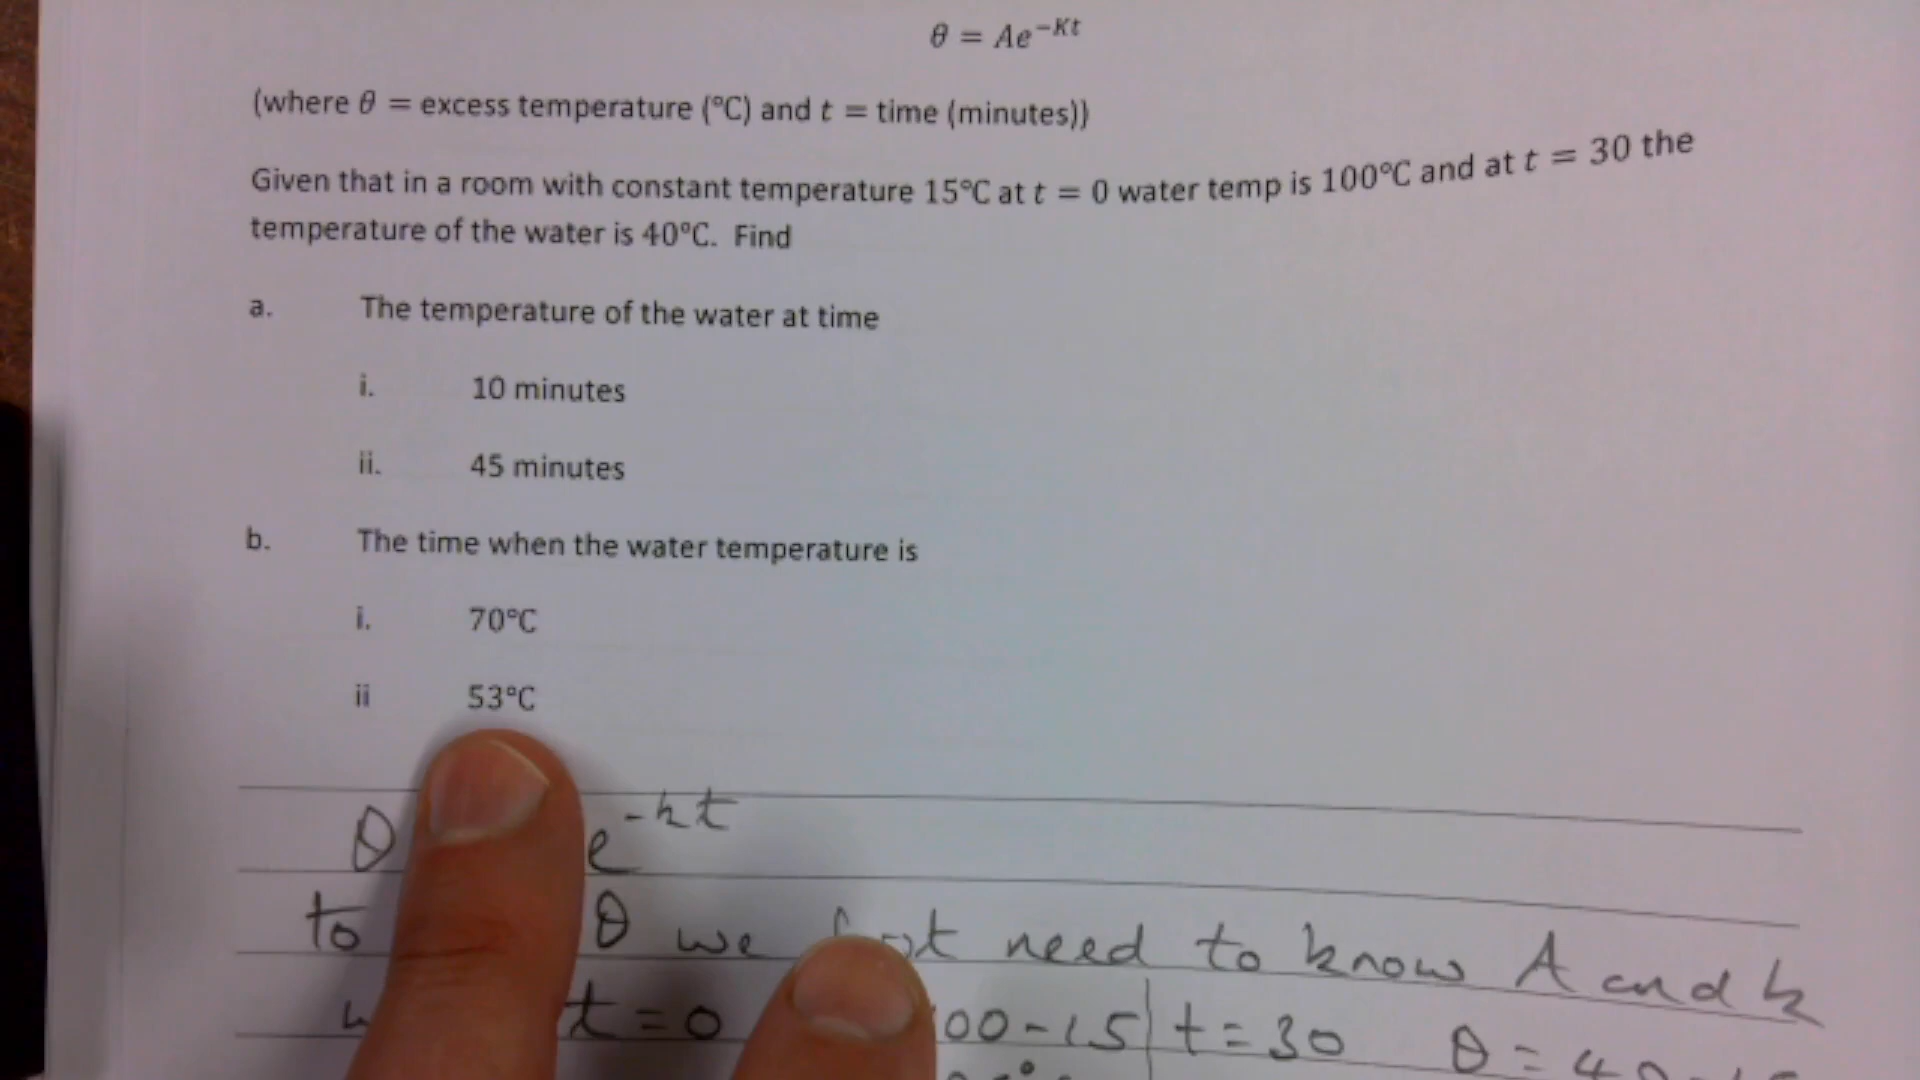 θ = Ae^−Kt
(where θ = excess temperature (°C) and t = time (minutes))
Given that in a room with constant temperature 15°C at t = 0 water temp is 100°C and at t = 30 the
temperature of the water is 40°C. Find
a. The temperature of the water at time
i. 10 minutes
ii. 45 minutes
b. The time when the water temperature is
i. 70°C
ii 53°C
θ e^-kt
to θ we need to know A and k
t=0 00-15 | t=30 θ=40-15